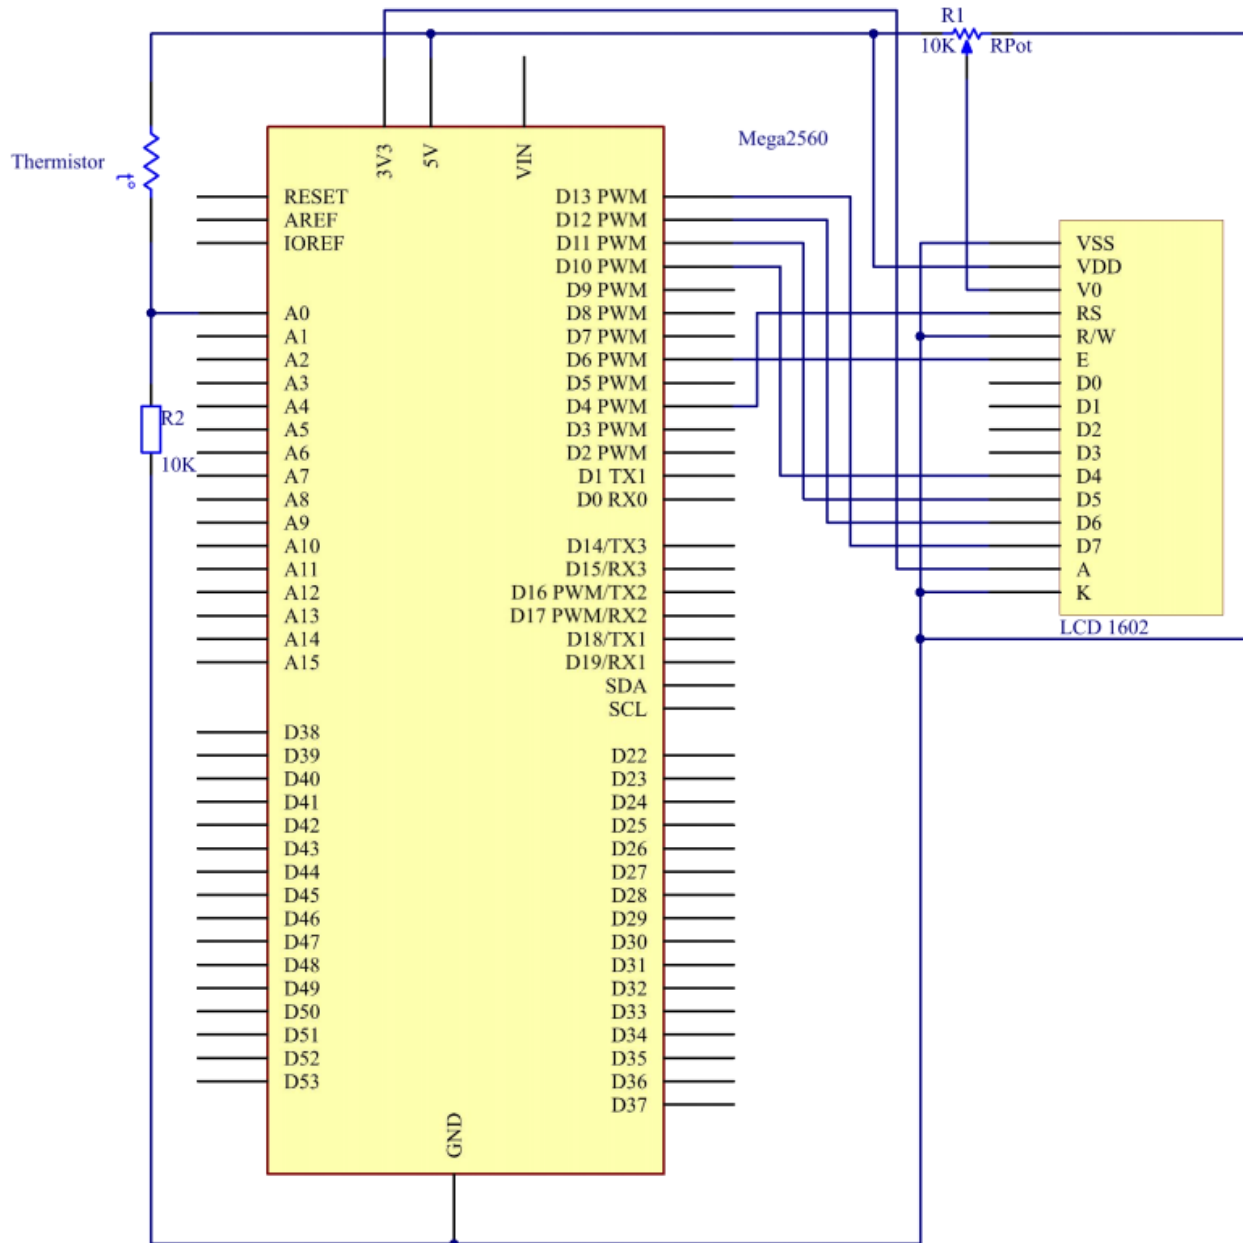 R1
10K
RPot
Mega2560
Thermistor
t°
3V3
5V
VIN
RESET
AREF
IOREF
A0
A1
A2
A3
A4
A5
A6
A7
A8
A9
A10
A11
A12
A13
A14
A15
D38
D39
D40
D41
D42
D43
D44
D45
D46
D47
D48
D49
D50
D51
D52
D53
R2
10K
D13 PWM
D12 PWM
D11 PWM
D10 PWM
D9 PWM
D8 PWM
D7 PWM
D6 PWM
D5 PWM
D4 PWM
D3 PWM
D2 PWM
D1 TX1
D0 RX0
D14/TX3
D15/RX3
D16 PWM/TX2
D17 PWM/RX2
D18/TX1
D19/RX1
SDA
SCL
D22
D23
D24
D25
D26
D27
D28
D29
D30
D31
D32
D33
D34
D35
D36
D37
GND
VSS
VDD
V0
RS
R/W
E
D0
D1
D2
D3
D4
D5
D6
D7
A
K
LCD 1602